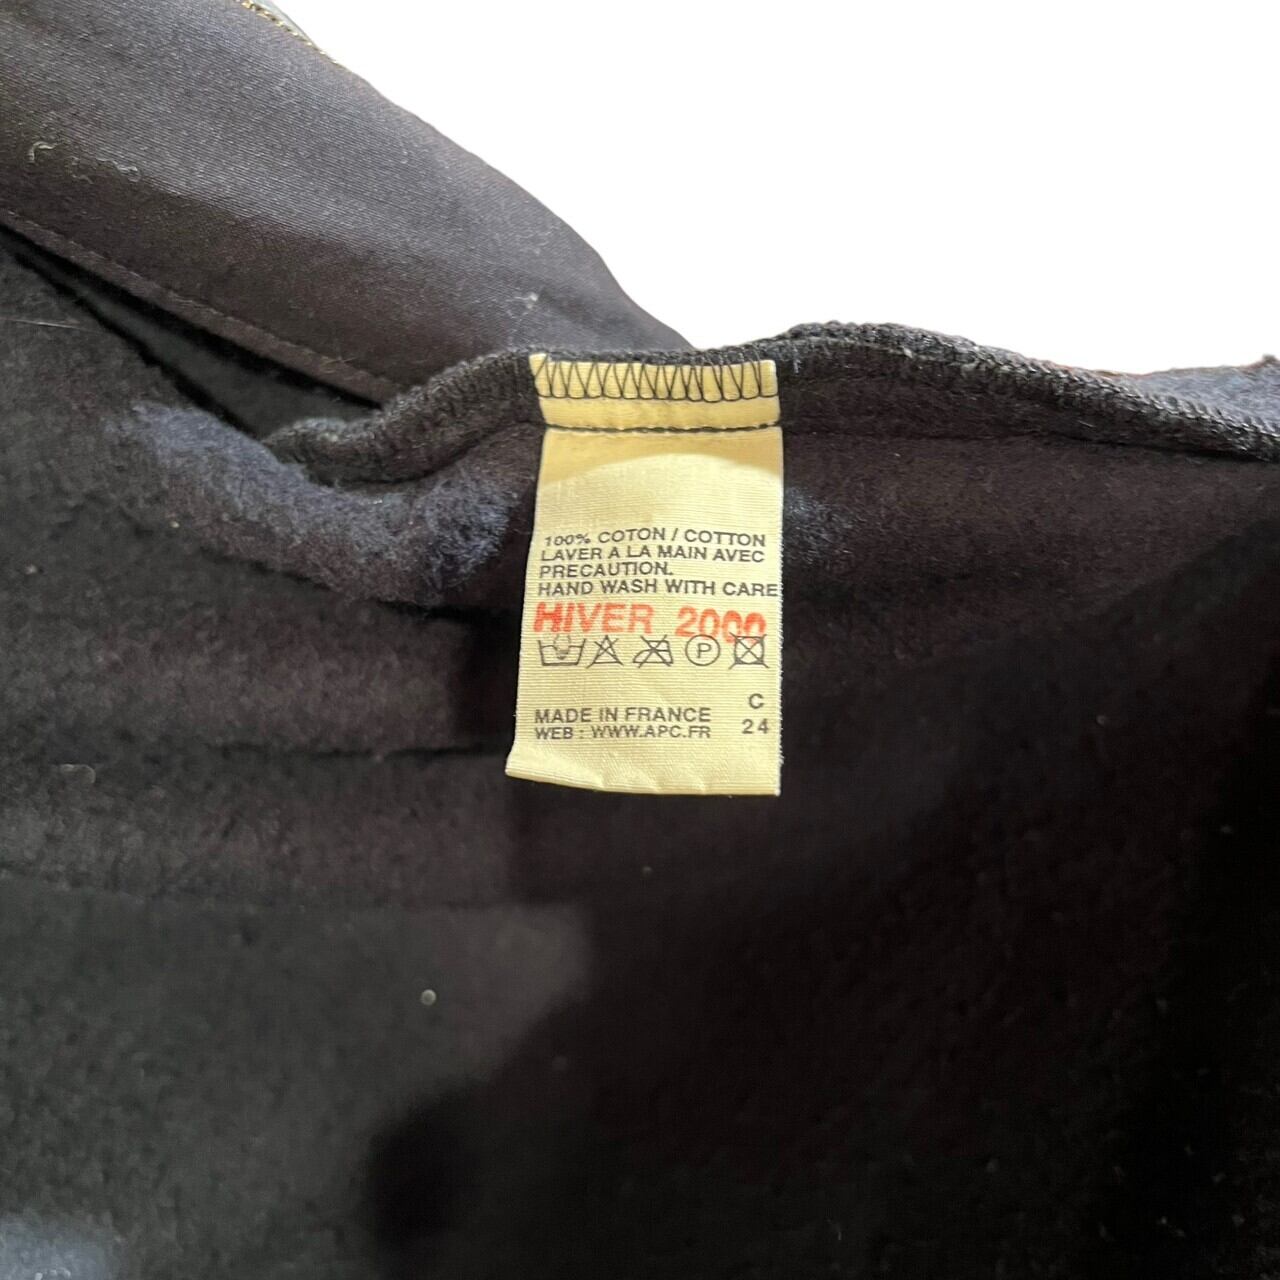 100% COTON / COTTON
LAVER A LA MAIN AVEC
PRECAUTION.
HAND WASH WITH CARE
HIVER 2000
P
C
MADE IN FRANCE 24
WEB : WWW.APC.FR